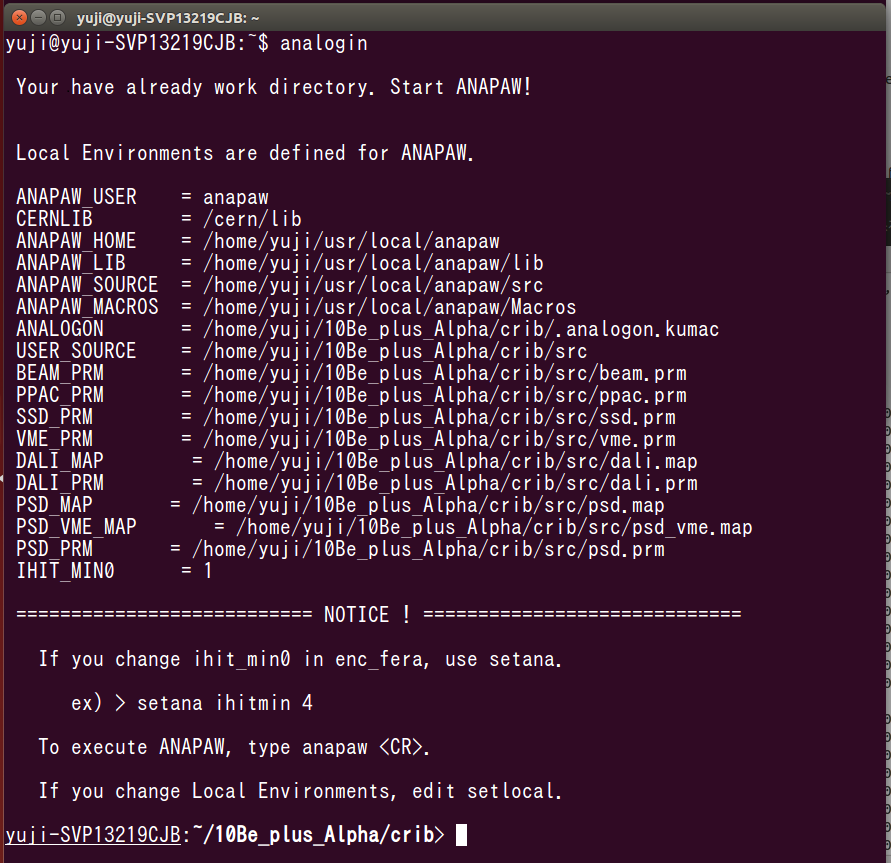 yuji@yuji-SVP13219CJB: ~
yuji@yuji-SVP13219CJB:~$ analogin
Your have already work directory. Start ANAPAW!
Local Environments are defined for ANAPAW.
ANAPAW_USER = anapaw
CERNLIB = /cern/lib
ANAPAW_HOME = /home/yuji/usr/local/anapaw
ANAPAW_LIB = /home/yuji/usr/local/anapaw/lib
ANAPAW_SOURCE = /home/yuji/usr/local/anapaw/src
ANAPAW_MACROS = /home/yuji/usr/local/anapaw/Macros
ANALOGON = /home/yuji/10Be_plus_Alpha/crib/.analogon.kumac
USER_SOURCE = /home/yuji/10Be_plus_Alpha/crib/src
BEAM_PRM = /home/yuji/10Be_plus_Alpha/crib/src/beam.prm
PPAC_PRM = /home/yuji/10Be_plus_Alpha/crib/src/ppac.prm
SSD_PRM = /home/yuji/10Be_plus_Alpha/crib/src/ssd.prm
VME_PRM = /home/yuji/10Be_plus_Alpha/crib/src/vme.prm
DALI_MAP = /home/yuji/10Be_plus_Alpha/crib/src/dali.map
DALI_PRM = /home/yuji/10Be_plus_Alpha/crib/src/dali.prm
PSD_MAP = /home/yuji/10Be_plus_Alpha/crib/src/psd.map
PSD_VME_MAP = /home/yuji/10Be_plus_Alpha/crib/src/psd_vme.map
PSD_PRM = /home/yuji/10Be_plus_Alpha/crib/src/psd.prm
IHIT_MIN0 = 1
=========================== NOTICE ! =============================
If you change ihit_min0 in enc_fera, use setana.
ex) > setana ihitmin 4
To execute ANAPAW, type anapaw <CR>.
If you change Local Environments, edit setlocal.
yuji-SVP13219CJB:~/10Be_plus_Alpha/crib>